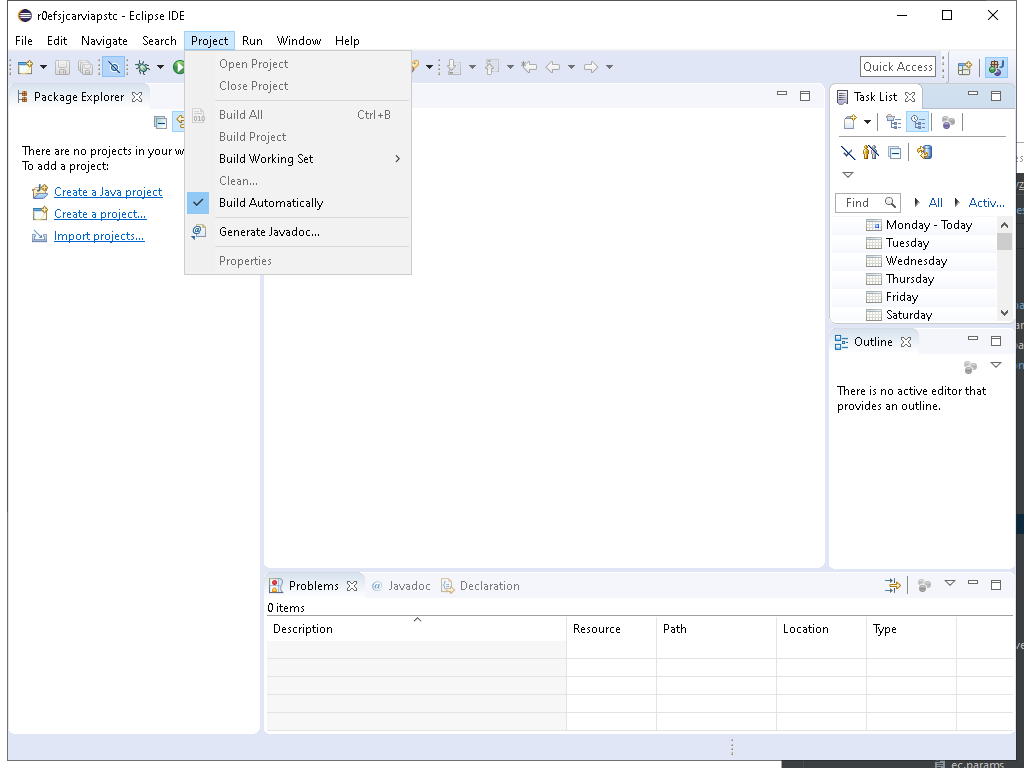 r0efsjcarviapstc - Eclipse IDE
File Edit Navigate Search Project Run Window Help
Quick Access
Open Project
Close Project
Build All Ctrl+B
Build Project
Build Working Set
Clean...
Build Automatically
Generate Javadoc...
Properties
Package Explorer
There are no projects in your w
To add a project:
Create a Java project
Create a project...
Import projects...
Task List
Find All Activ...
Monday - Today
Tuesday
Wednesday
Thursday
Friday
Saturday
Outline
There is no active editor that
provides an outline.
Problems Javadoc Declaration
0 items
Description Resource Path Location Type
ec.params